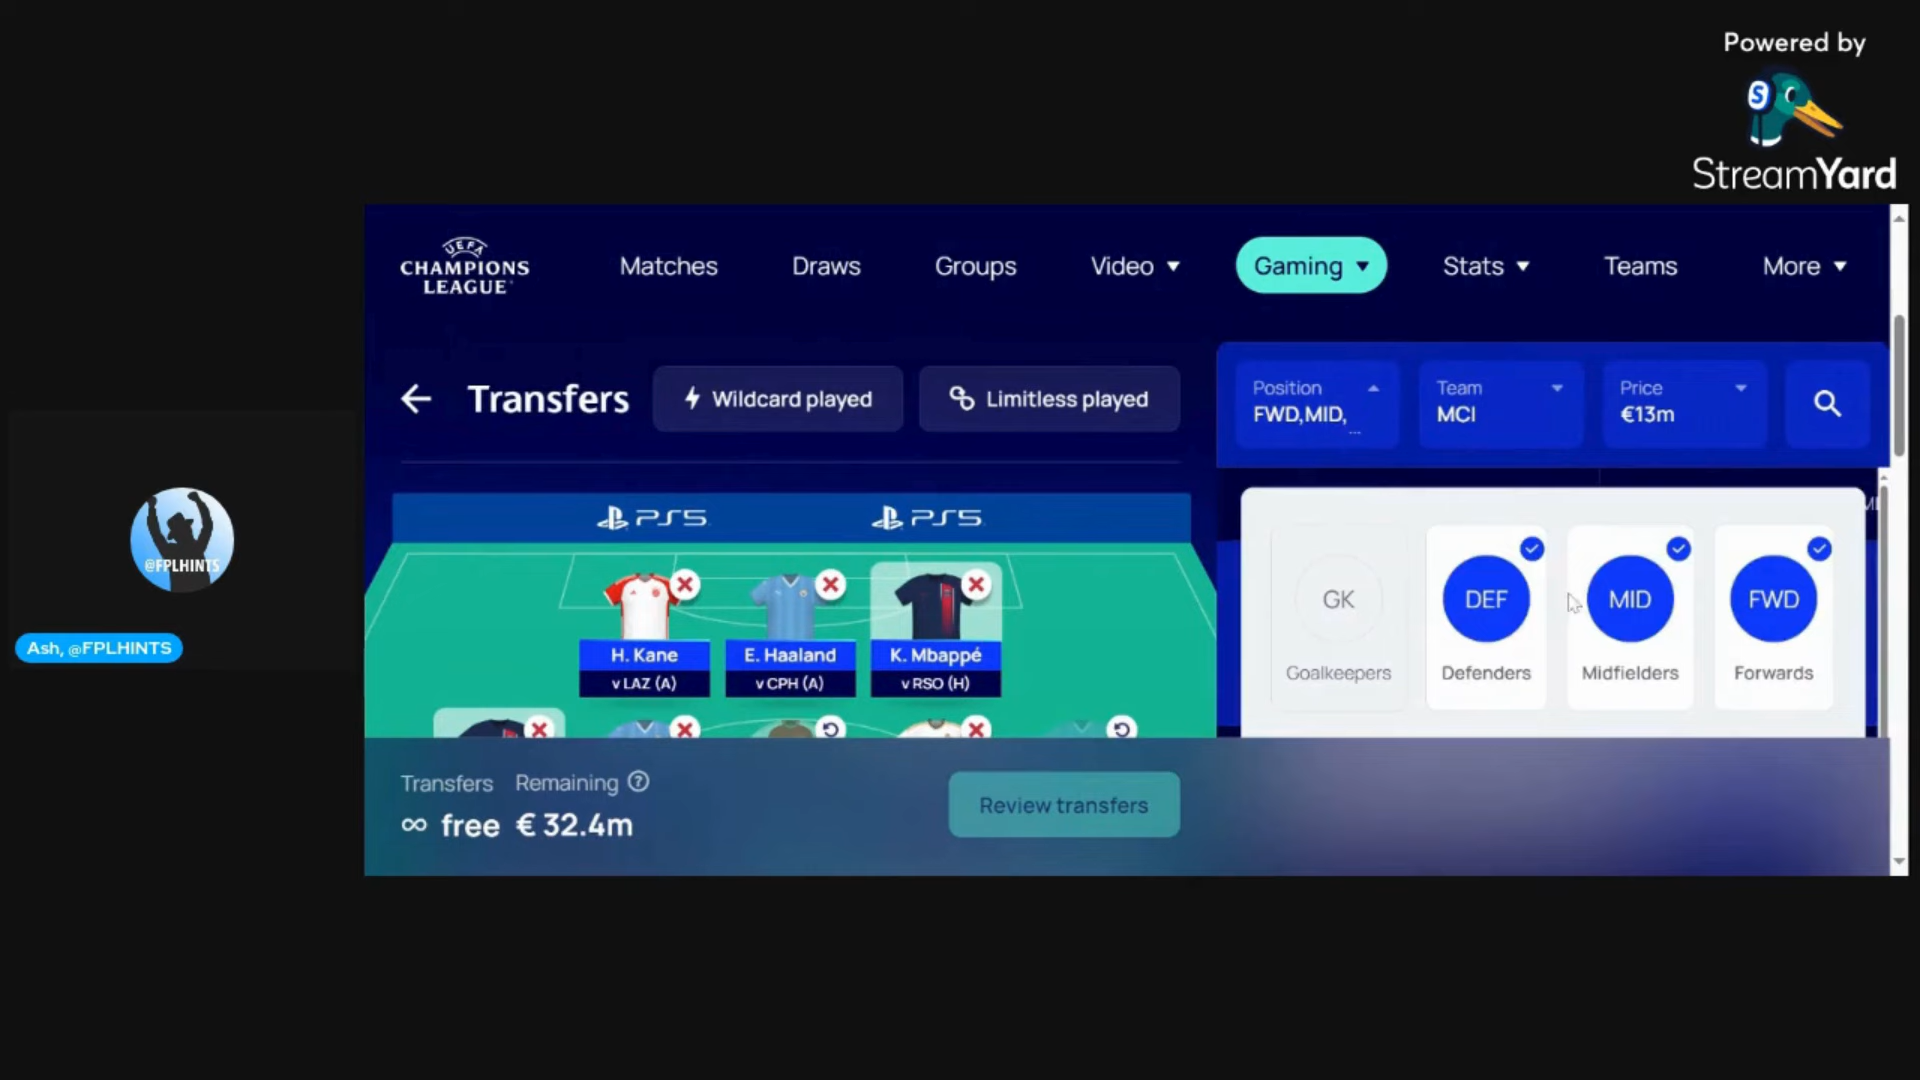 Powered by
StreamYard
UEFA
CHAMPIONS
LEAGUE
Matches
Draws
Groups
Video
Gaming
Stats
Teams
More
Transfers
Wildcard played
Limitless played
Position
FWD,MID,
...
Team
MCI
Price
€13m
PS5
PS5
H. Kane
v LAZ (A)
E. Haaland
v CPH (A)
K. Mbappé
v RSO (H)
GK
Goalkeepers
DEF
Defenders
MID
Midfielders
FWD
Forwards
@FPLHINTS
Ash, @FPLHINTS
Transfers
∞ free
Remaining ?
€ 32.4m
Review transfers